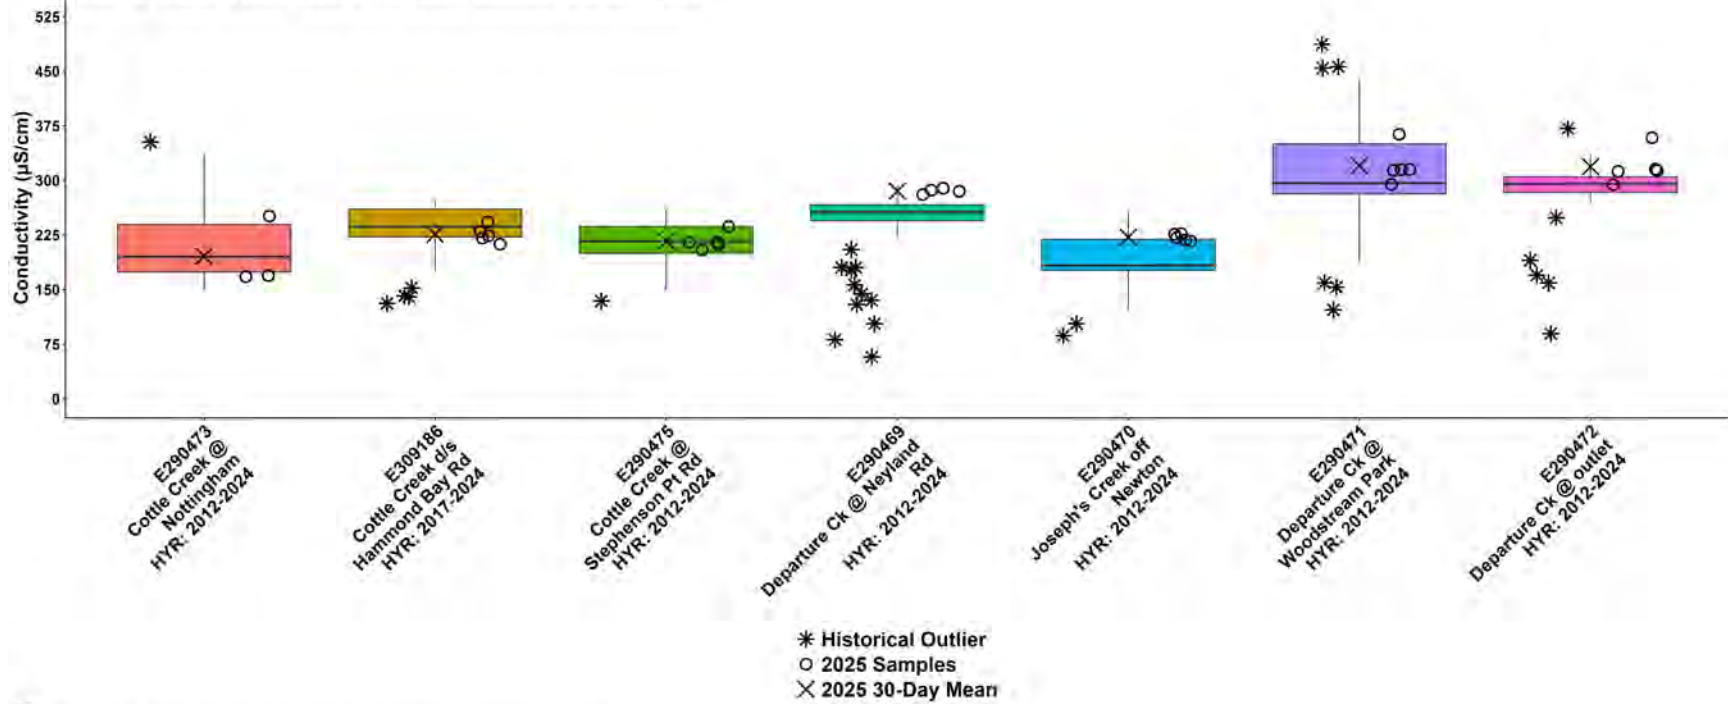 525
450
375
300
225
150
75
0
Conductivity (µS/cm)
E290473
Cottle Creek @
Nottingham
HYR: 2012-2024
E309186
Cottle Creek d/s
Hammond Bay Rd
HYR: 2017-2024
E290475
Cottle Creek @
Stephenson Pt Rd
HYR: 2012-2024
E290469
Departure Ck @ Neyland
Rd
HYR: 2012-2024
E290470
Joseph's Creek off
Newton
HYR: 2012-2024
E290471
Departure Ck @
Woodstream Park
HYR: 2012-2024
E290472
Departure Ck @ outlet
HYR: 2012-2024
Historical Outlier
2025 Samples
2025 30-Day Mean